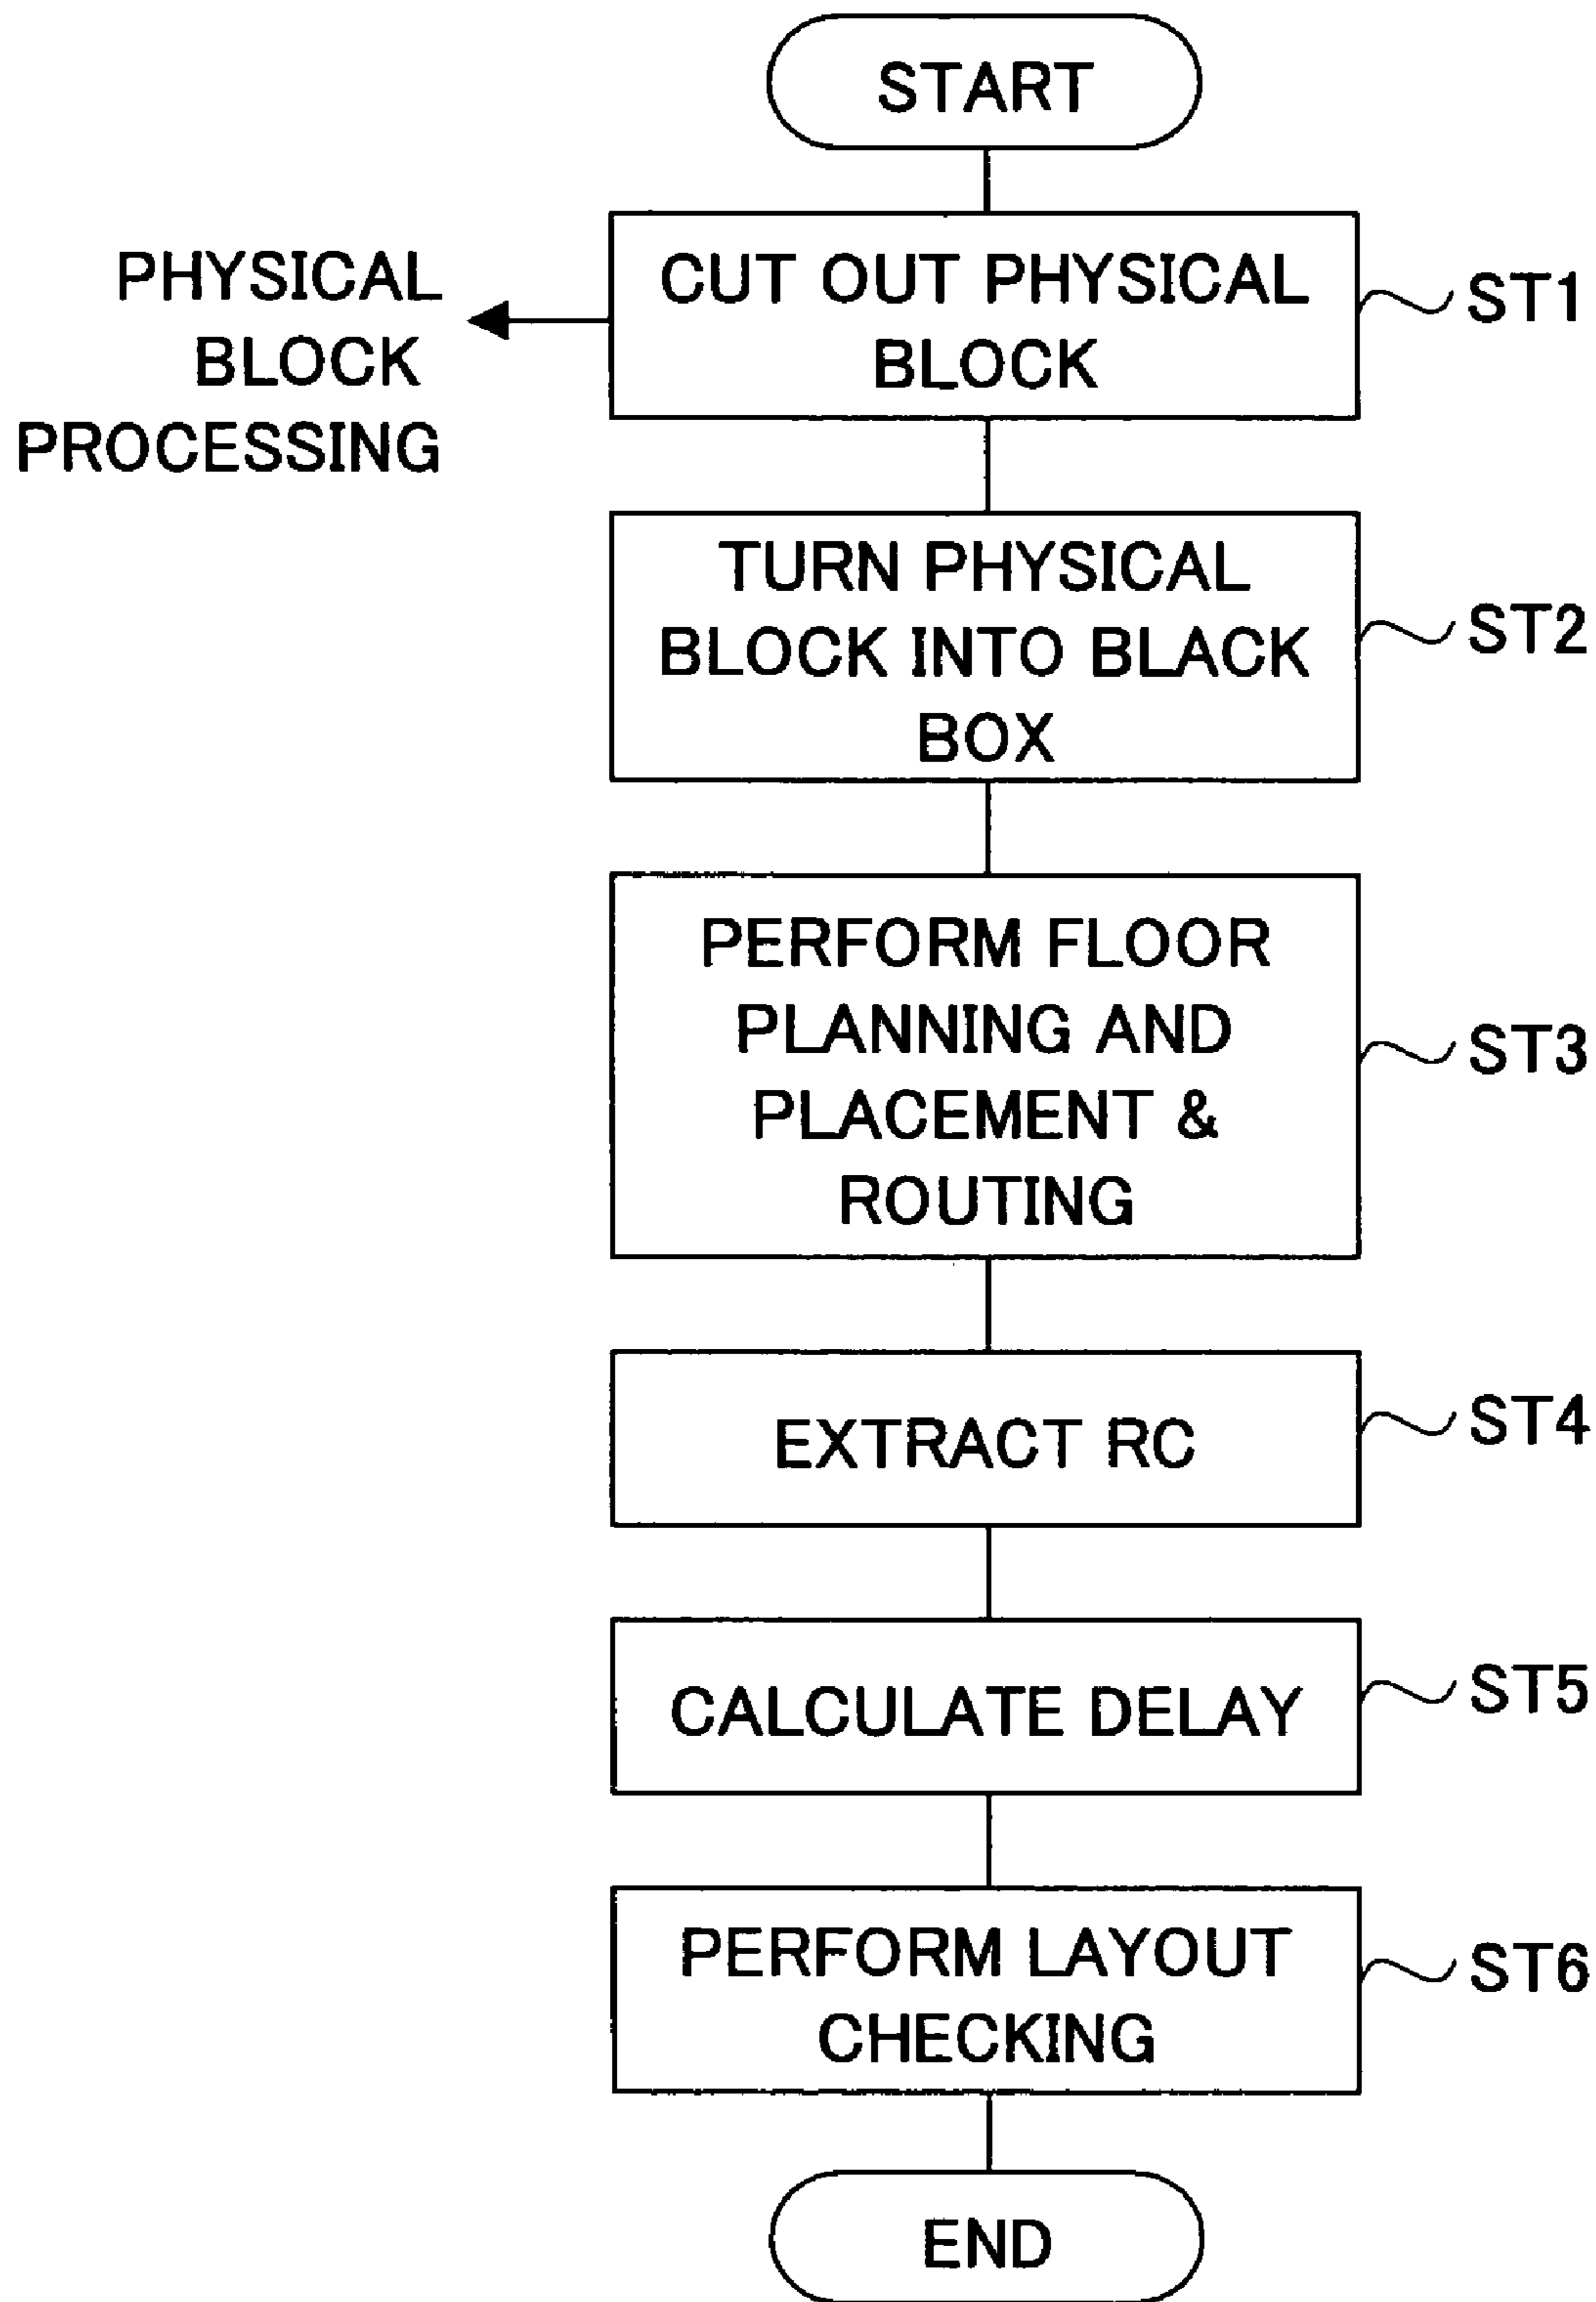 START
PHYSICAL
BLOCK
PROCESSING
CUT OUT PHYSICAL
BLOCK
ST1
TURN PHYSICAL
BLOCK INTO BLACK
BOX
ST2
PERFORM FLOOR
PLANNING AND
PLACEMENT &
ROUTING
ST3
EXTRACT RC
ST4
CALCULATE DELAY
ST5
PERFORM LAYOUT
CHECKING
ST6
END